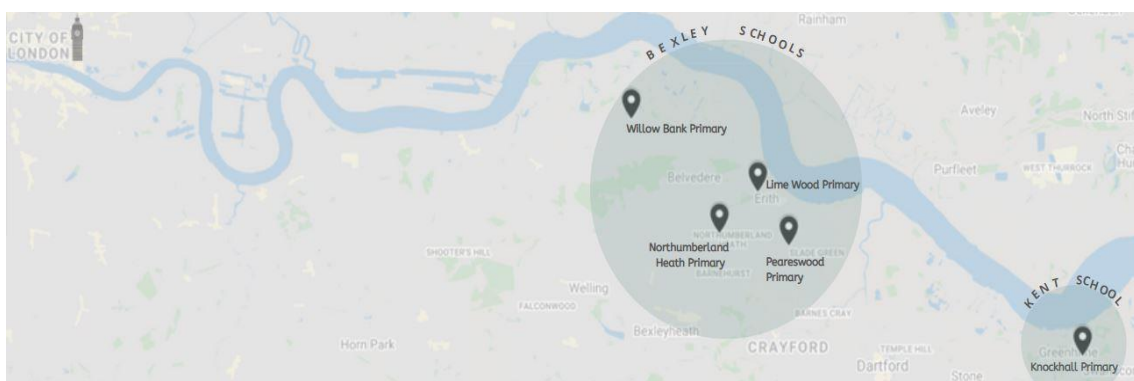 CITY OF
LONDON
Rainham
BEXLEY SCHOOLS
Willow Bank Primary
Aveley
North Stif
Purfleet
WEST THURROCK
Belvedere
Lime Wood Primary
Erith
NORTHUMBERLAND
HEATH
Northumberland
Heath Primary
SLADE GREEN
Peareswood
Primary
BARNEHURST
SHOOTER'S HILL
Welling
FALCONWOOD
KENT SCHOOL
BARNES CRAY
Bexleyheath
Horn Park
CRAYFORD
TEMPLE HILL
Dartford
Stone
Knockhall Primary